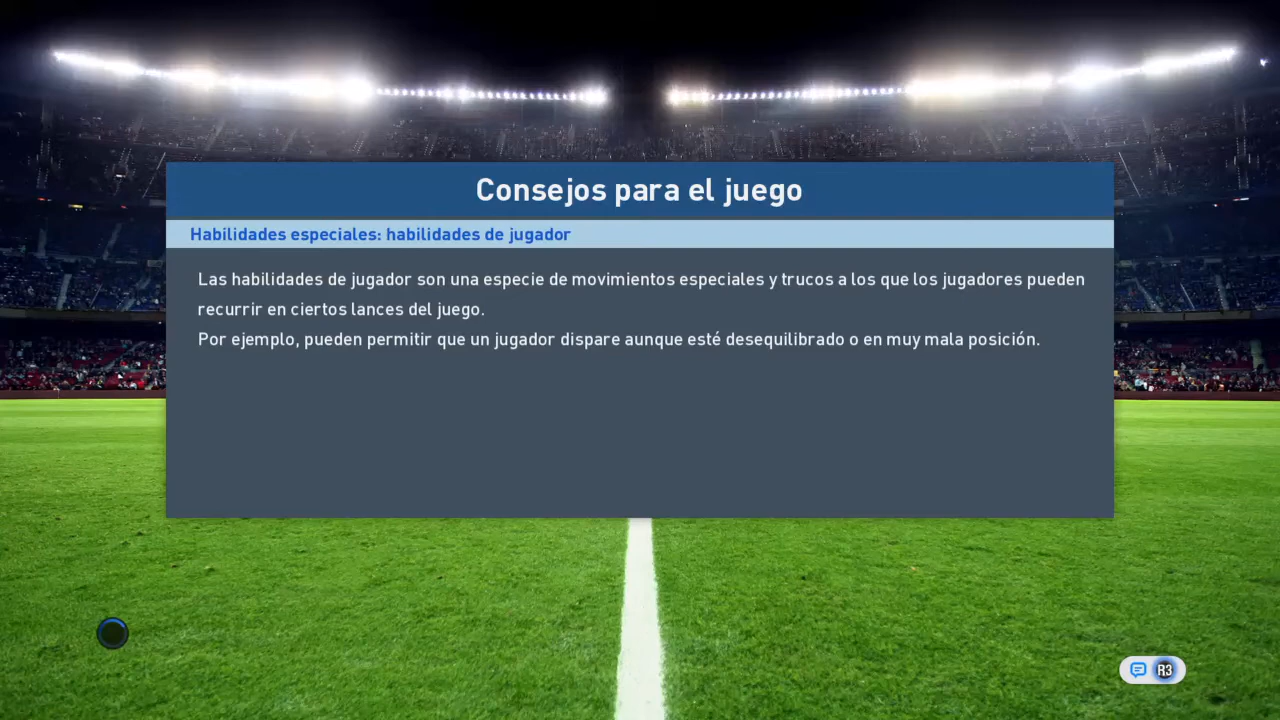 Consejos para el juego
Habilidades especiales: habilidades de jugador
Las habilidades de jugador son una especie de movimientos especiales y trucos a los que los jugadores pueden
recurrir en ciertos lances del juego.
Por ejemplo, pueden permitir que un jugador dispare aunque esté desequilibrado o en muy mala posición.
R3